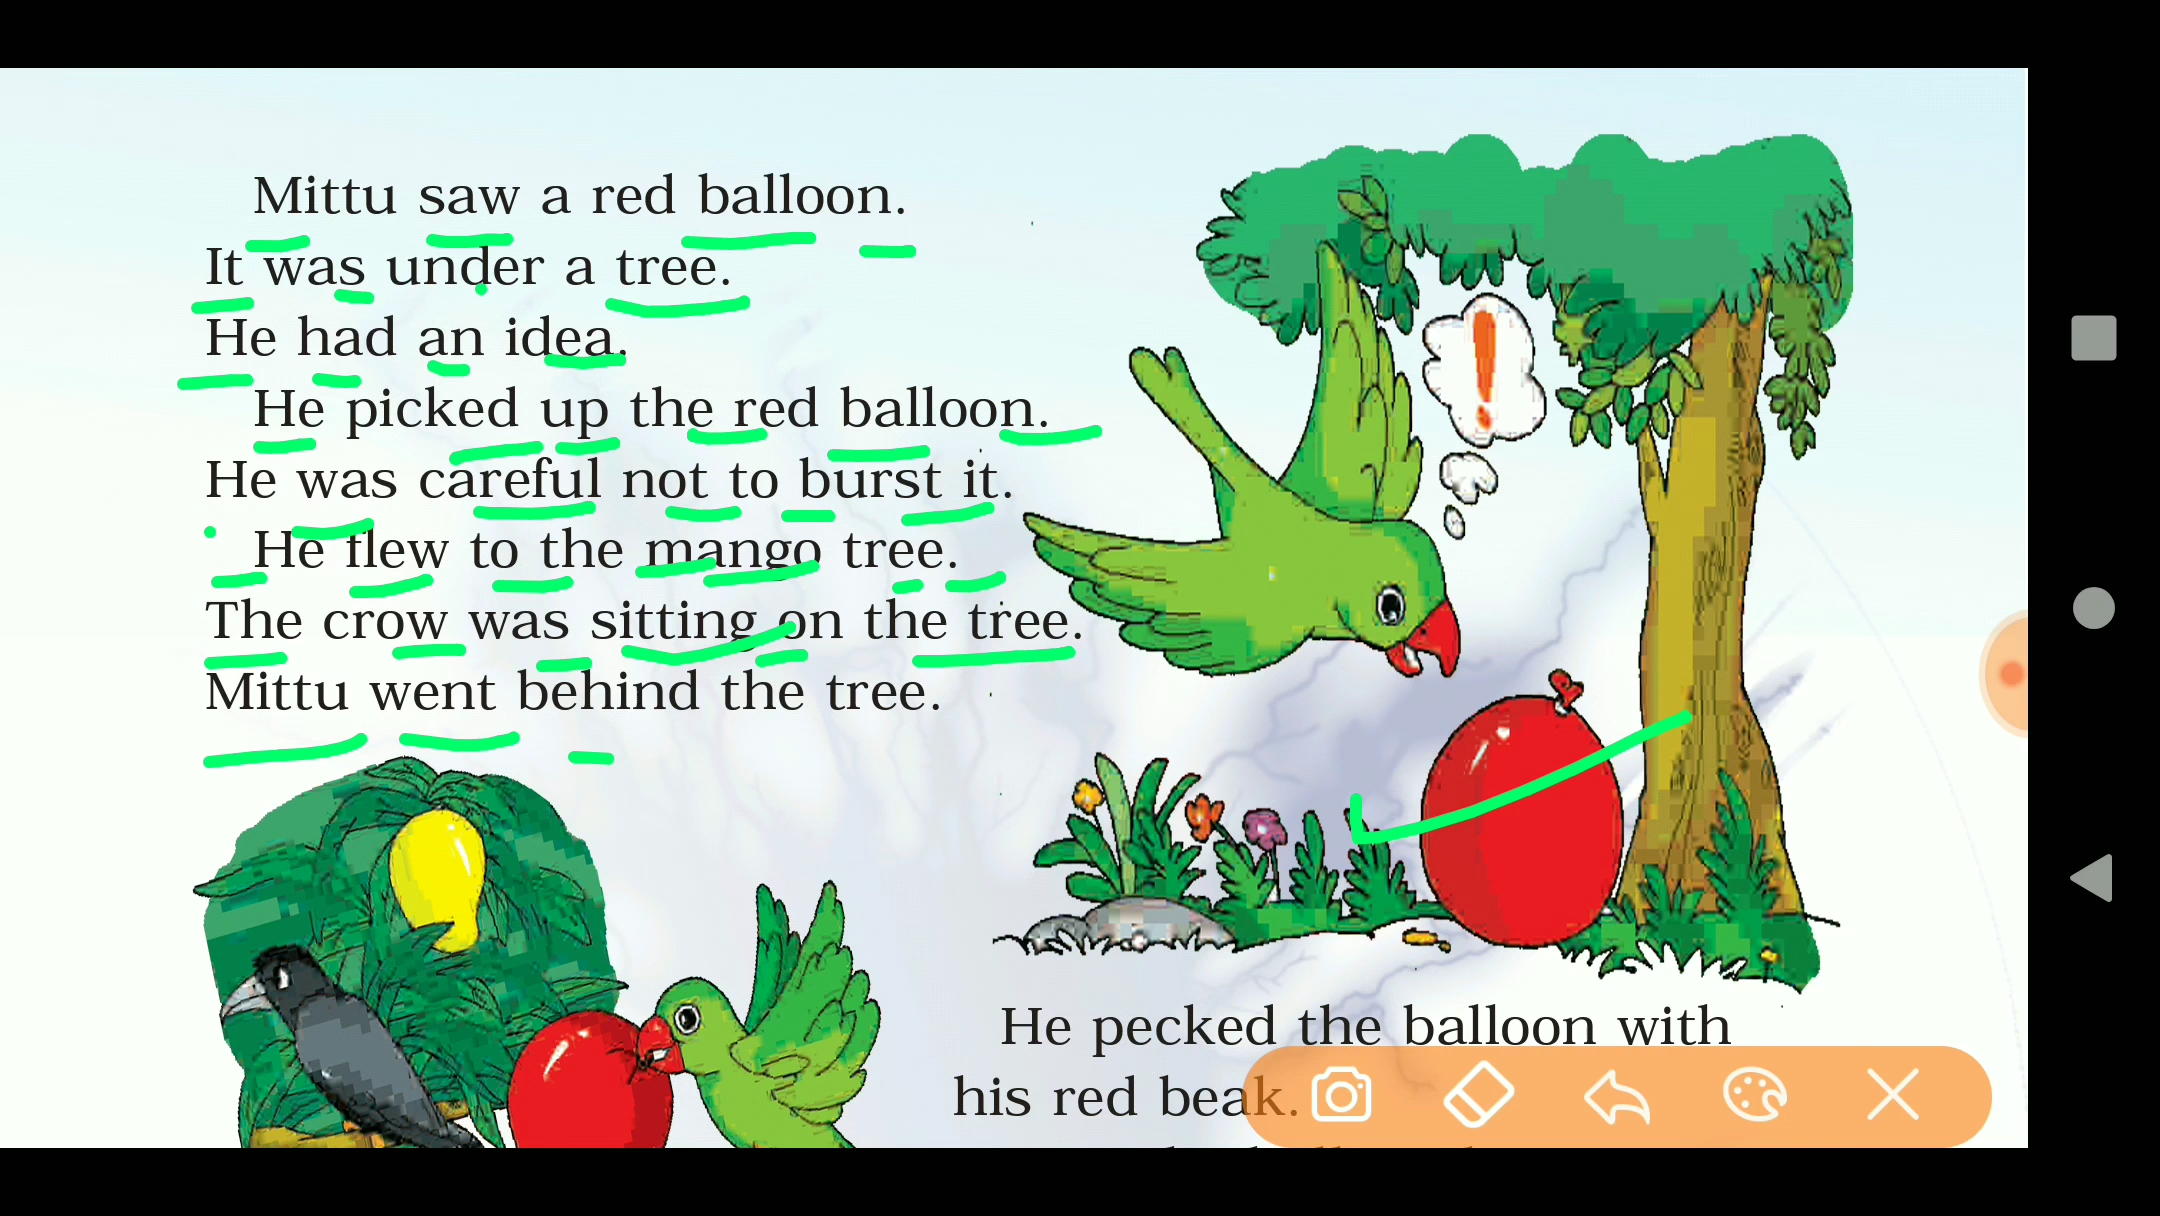 Mittu saw a red balloon.
It was under a tree.
He had an idea.
He picked up the red balloon.
He was careful not to burst it.
He flew to the mango tree.
The crow was sitting on the tree.
Mittu went behind the tree.
He pecked the balloon with
his red beak.